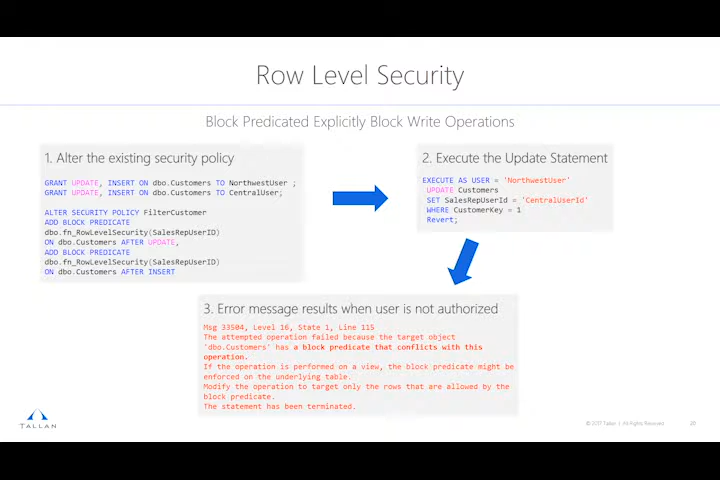 Row Level Security
Block Predicated Explicitly Block Write Operations
1. Alter the existing security policy
GRANT UPDATE, INSERT ON dbo.Customers TO NorthwestUser ;
GRANT UPDATE, INSERT ON dbo.Customers TO CentralUser;
ALTER SECURITY POLICY FilterCustomer
ADD BLOCK PREDICATE
dbo.fn_RowLevelSecurity(SalesRepUserID)
ON dbo.Customers AFTER UPDATE,
ADD BLOCK PREDICATE
dbo.fn_RowLevelSecurity(SalesRepUserID)
ON dbo.Customers AFTER INSERT
2. Execute the Update Statement
EXECUTE AS USER = 'NorthwestUser'
UPDATE Customers
SET SalesRepUserId = 'CentralUserId'
WHERE CustomerKey = 1
Revert;
3. Error message results when user is not authorized
Msg 33504, Level 16, State 1, Line 115
The attempted operation failed because the target object
'dbo.Customers' has a block predicate that conflicts with this
operation.
If the operation is performed on a view, the block predicate might be
enforced on the underlying table.
Modify the operation to target only the rows that are allowed by the
block predicate.
The statement has been terminated.
TALLAN
© 2017 Tallan | All Rights Reserved.